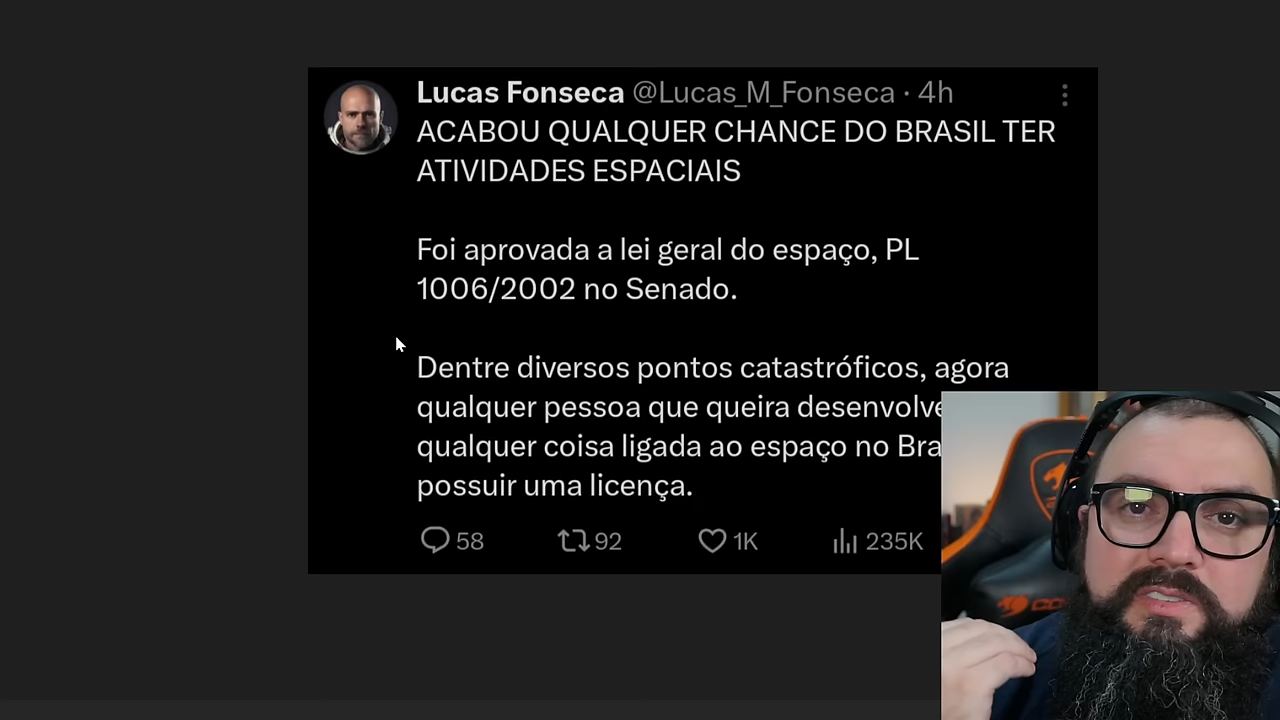 Lucas Fonseca @Lucas_M_Fonseca · 4h
ACABOU QUALQUER CHANCE DO BRASIL TER
ATIVIDADES ESPACIAIS
Foi aprovada a lei geral do espaço, PL
1006/2002 no Senado.
Dentre diversos pontos catastróficos, agora
qualquer pessoa que queira desenvolve
qualquer coisa ligada ao espaço no Bra
possuir uma licença.
58 92 1K 235K